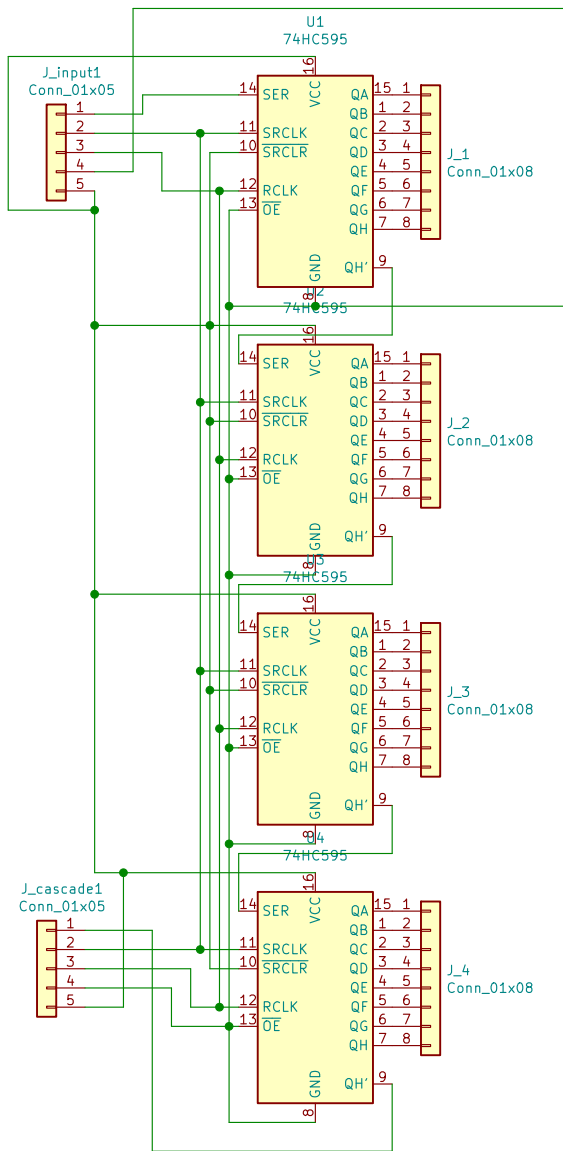 U1
74HC595
J_input1
Conn_01x05
1
2
3
4
5
16
VCC
14 SER QA 15 1
QB 1 2
11 SRCLK QC 2 3
10 SRCLR QD 3 4
QE 4 5
12 RCLK QF 5 6
13 OE QG 6 7
QH 7 8
J_1
Conn_01x08
GND
8
QH' 9
U2
74HC595
16
VCC
14 SER QA 15 1
QB 1 2
11 SRCLK QC 2 3
10 SRCLR QD 3 4
QE 4 5
12 RCLK QF 5 6
13 OE QG 6 7
QH 7 8
J_2
Conn_01x08
GND
8
QH' 9
U3
74HC595
16
VCC
14 SER QA 15 1
QB 1 2
11 SRCLK QC 2 3
10 SRCLR QD 3 4
QE 4 5
12 RCLK QF 5 6
13 OE QG 6 7
QH 7 8
J_3
Conn_01x08
GND
8
QH' 9
U4
74HC595
J_cascade1
Conn_01x05
1
2
3
4
5
16
VCC
14 SER QA 15 1
QB 1 2
11 SRCLK QC 2 3
10 SRCLR QD 3 4
QE 4 5
12 RCLK QF 5 6
13 OE QG 6 7
QH 7 8
J_4
Conn_01x08
GND
8
QH' 9